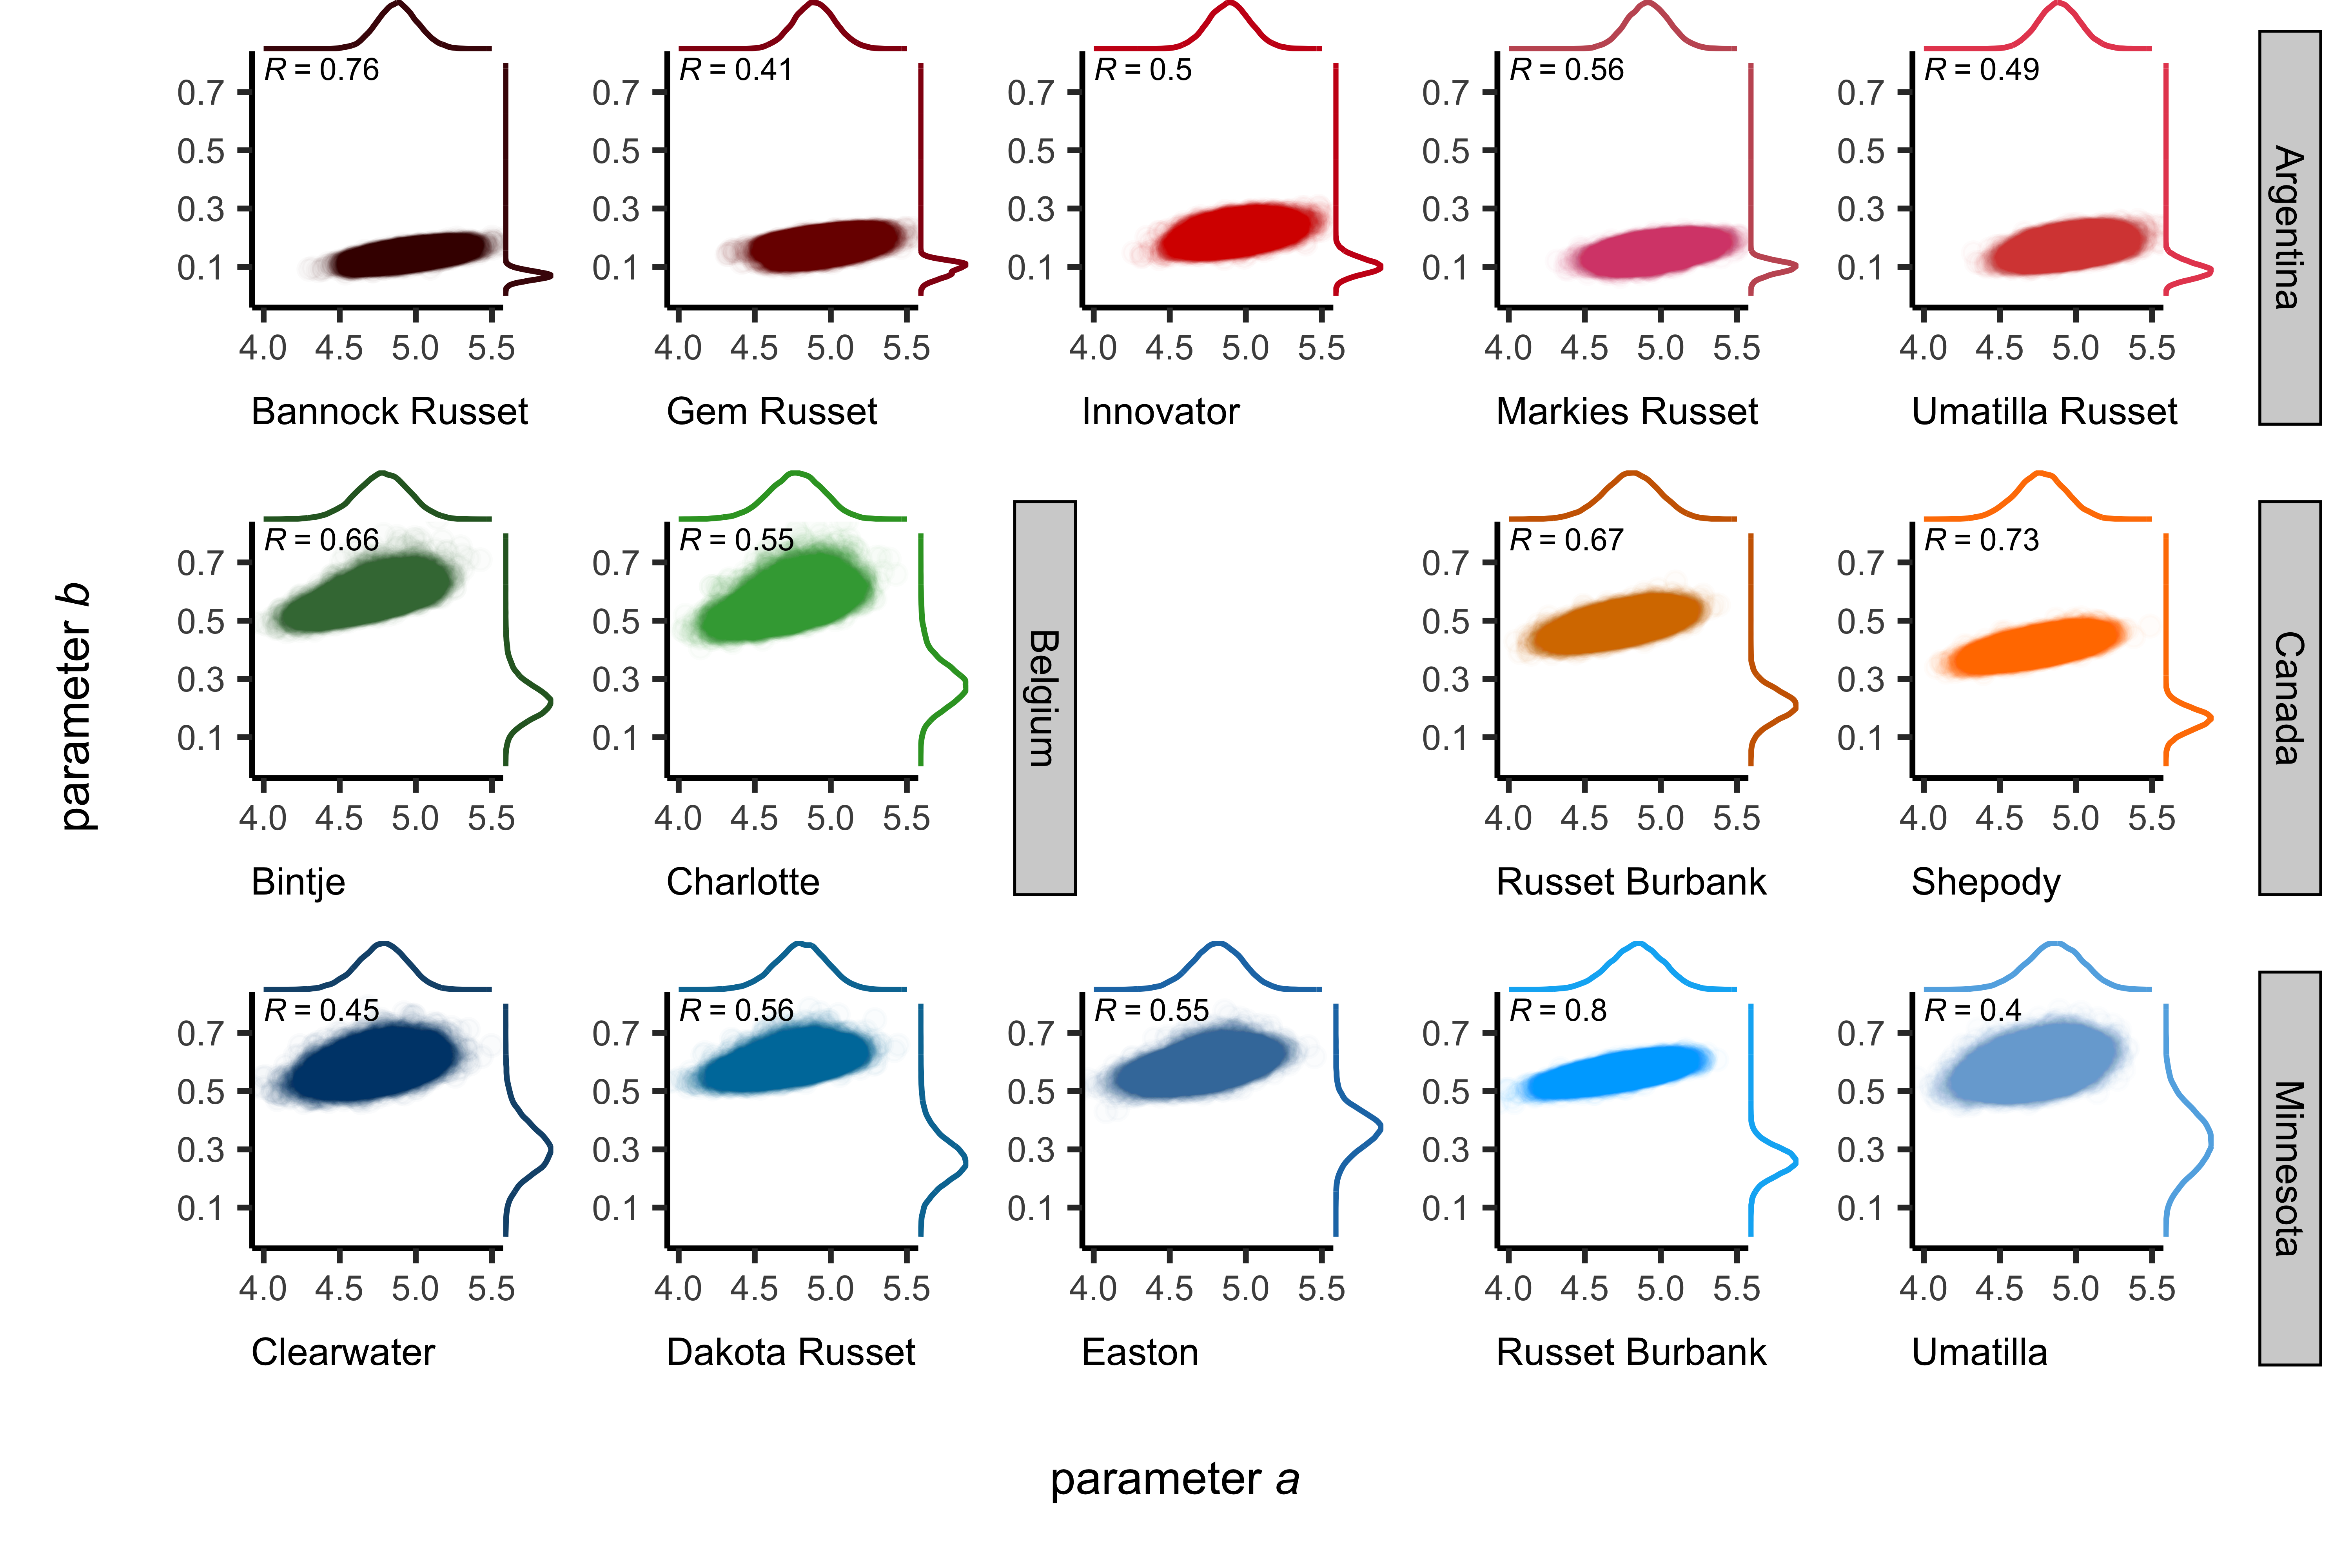 R = 0.76
0.7
0.5
0.3
0.1
4.0 4.5 5.0 5.5
Bannock Russet
R = 0.41
0.7
0.5
0.3
0.1
4.0 4.5 5.0 5.5
Gem Russet
R = 0.5
0.7
0.5
0.3
0.1
4.0 4.5 5.0 5.5
Innovator
R = 0.56
0.7
0.5
0.3
0.1
4.0 4.5 5.0 5.5
Markies Russet
R = 0.49
0.7
0.5
0.3
0.1
4.0 4.5 5.0 5.5
Umatilla Russet
Argentina
parameter b
R = 0.66
0.7
0.5
0.3
0.1
4.0 4.5 5.0 5.5
Bintje
R = 0.55
0.7
0.5
0.3
0.1
4.0 4.5 5.0 5.5
Charlotte
Belgium
R = 0.67
0.7
0.5
0.3
0.1
4.0 4.5 5.0 5.5
Russet Burbank
R = 0.73
0.7
0.5
0.3
0.1
4.0 4.5 5.0 5.5
Shepody
Canada
R = 0.45
0.7
0.5
0.3
0.1
4.0 4.5 5.0 5.5
Clearwater
R = 0.56
0.7
0.5
0.3
0.1
4.0 4.5 5.0 5.5
Dakota Russet
R = 0.55
0.7
0.5
0.3
0.1
4.0 4.5 5.0 5.5
Easton
R = 0.8
0.7
0.5
0.3
0.1
4.0 4.5 5.0 5.5
Russet Burbank
R = 0.4
0.7
0.5
0.3
0.1
4.0 4.5 5.0 5.5
Umatilla
Minnesota
parameter a